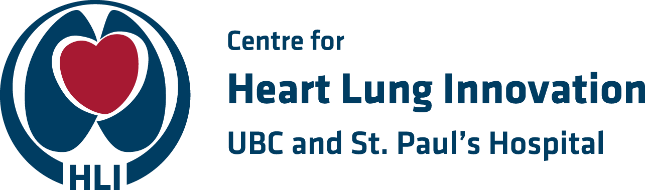 HLI
Centre for
Heart Lung Innovation
UBC and St. Paul's Hospital